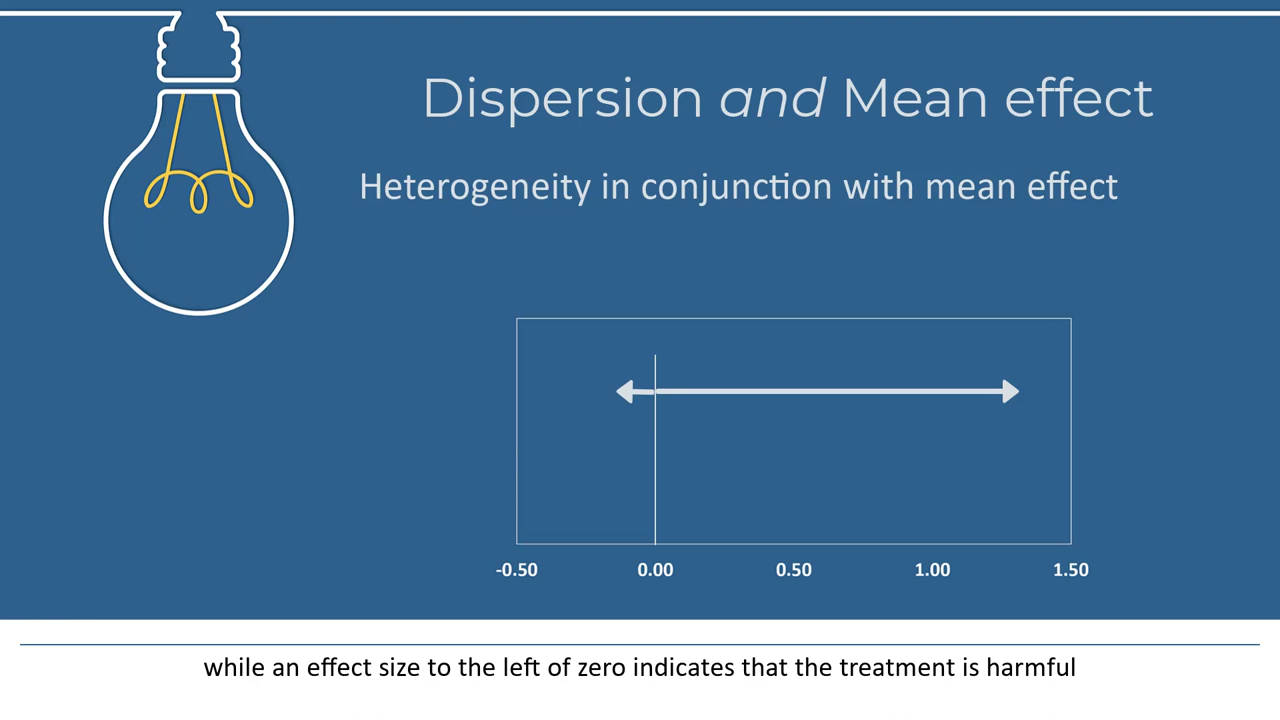 Dispersion and Mean effect
Heterogeneity in conjunction with mean effect
-0.50 0.00 0.50 1.00 1.50
while an effect size to the left of zero indicates that the treatment is harmful